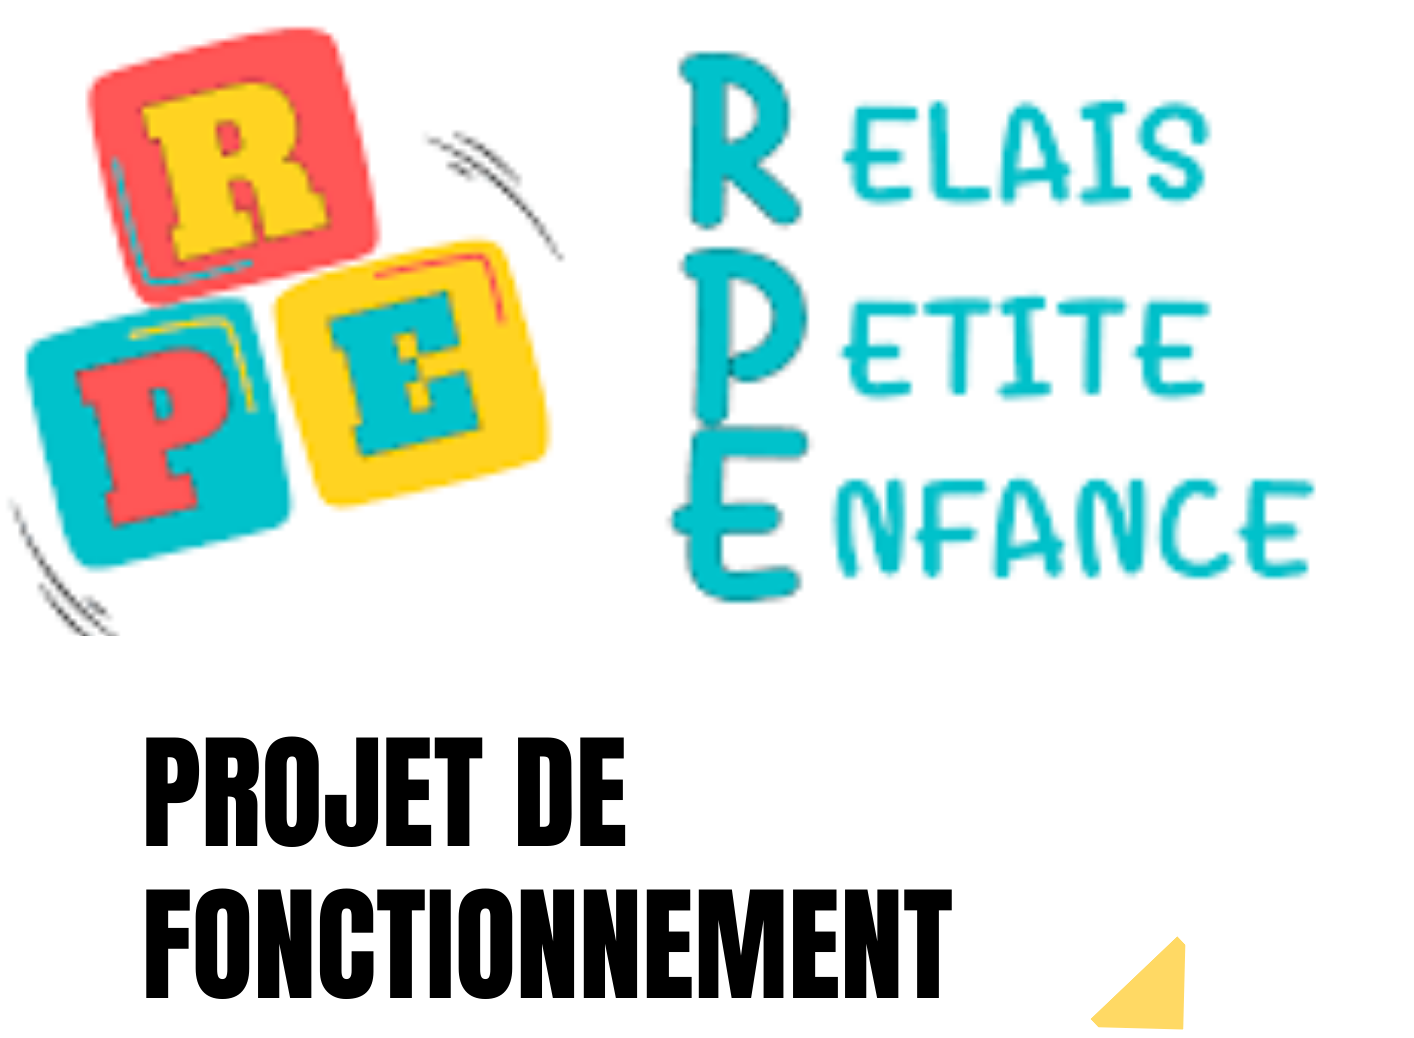 R
P E
RELAIS
PETITE
ENFANCE
PROJET DE
FONCTIONNEMENT